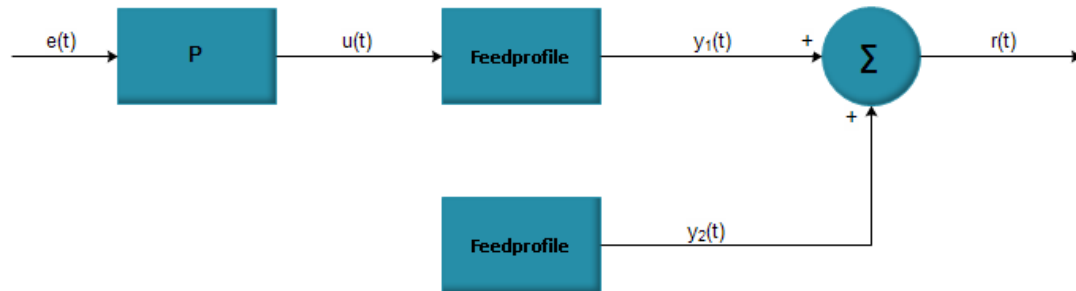 e(t)
P
u(t)
Feedprofile
y₁(t)
+
Σ
r(t)
+
Feedprofile
y₂(t)